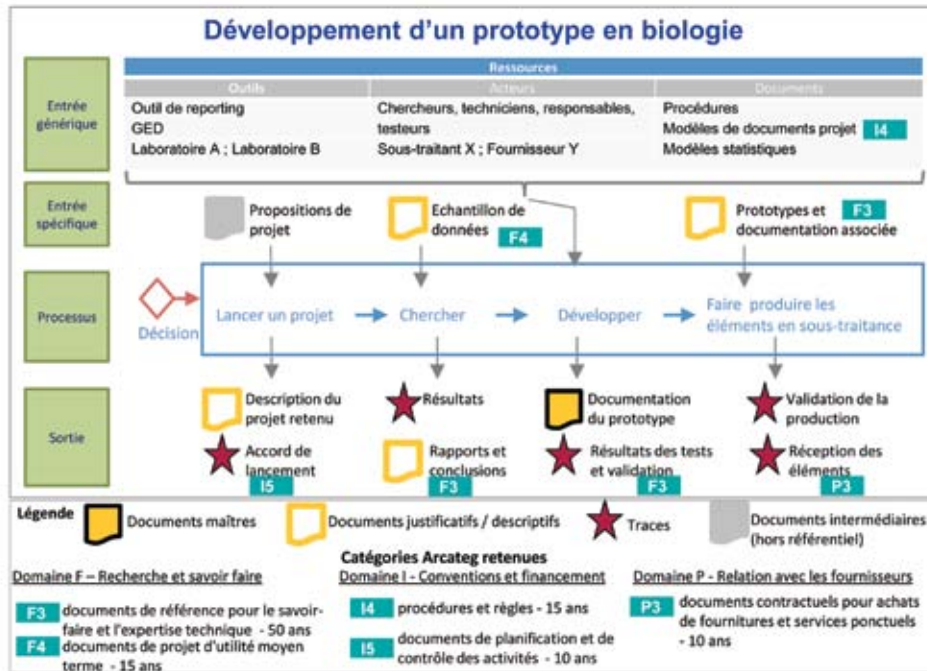 Développement d'un prototype en biologie
Entrée
générique
Ressources
Outils
Acteurs
Documents
Outil de reporting
GED
Laboratoire A ; Laboratoire B
Chercheurs, techniciens, responsables,
testeurs
Sous-traitant X ; Fournisseur Y
Procédures
Modèles de documents projet I4
Modèles statistiques
Entrée
spécifique
Propositions de
projet
Echantillon de
données F4
Prototypes et F3
documentation associée
Processus
Décision
Lancer un projet
Chercher
Développer
Faire produire les
éléments en sous-traitance
Sortie
Description du
projet retenu
Accord de
lancement
I5
Résultats
Rapports et
conclusions
F3
Documentation
du prototype
Résultats des tests
et validation
F3
Validation de la
production
Réception des
éléments
P3
Légende
Documents maîtres
Documents justificatifs / descriptifs
Traces
Documents intermédiaires
(hors référentiel)
Catégories Arcateg retenues
Domaine F – Recherche et savoir faire
F3 documents de référence pour le savoir-
faire et l'expertise technique - 50 ans
F4 documents de projet d'utilité moyen
terme - 15 ans
Domaine I - Conventions et financement
I4 procédures et règles - 15 ans
I5 documents de planification et de
contrôle des activités - 10 ans
Domaine P - Relation avec les fournisseurs
P3 documents contractuels pour achats
de fournitures et services ponctuels
- 10 ans